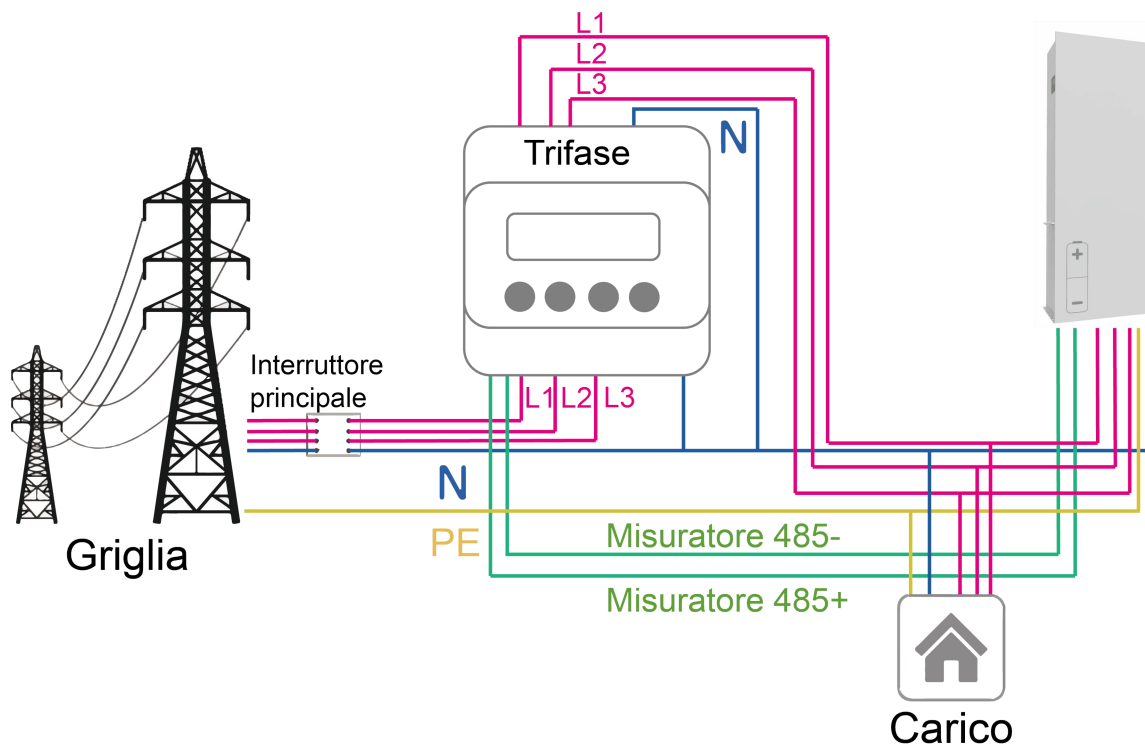 L1
L2
L3
N
Trifase
Interruttore
principale
L1 L2 L3
N
PE
Griglia
Misuratore 485-
Misuratore 485+
Carico